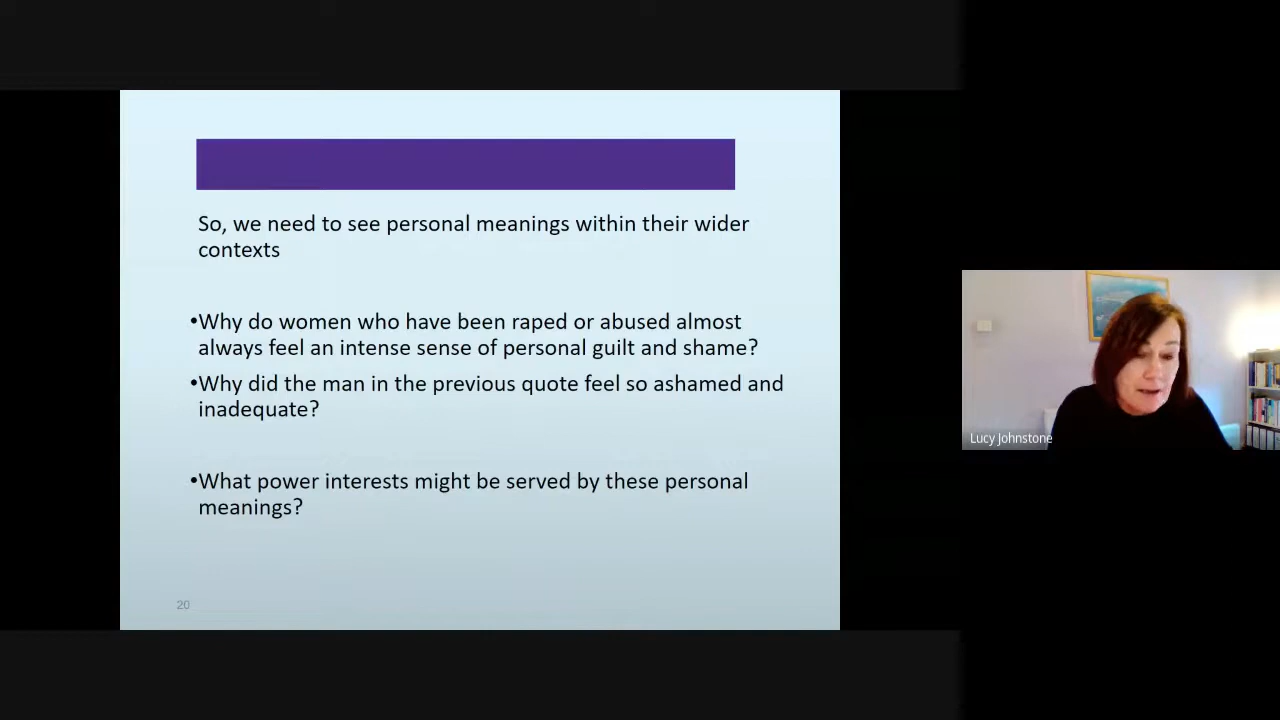 So, we need to see personal meanings within their wider
contexts
•Why do women who have been raped or abused almost
always feel an intense sense of personal guilt and shame?
•Why did the man in the previous quote feel so ashamed and
inadequate?
•What power interests might be served by these personal
meanings?
20
Lucy Johnstone